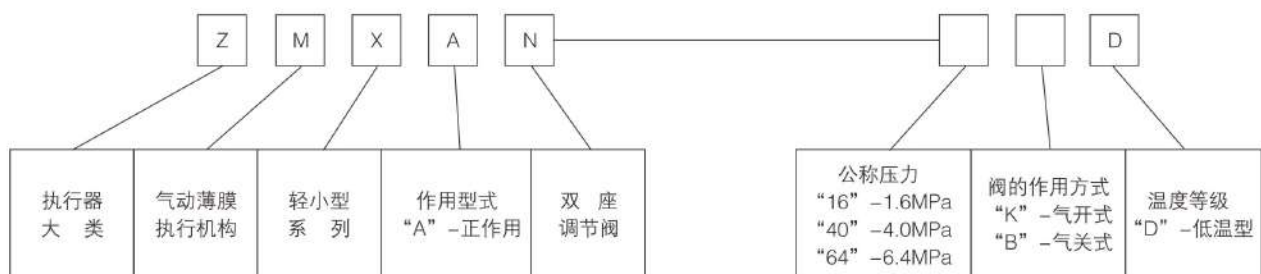 Z M X A N D
执行器
大 类
气动薄膜
执行机构
轻小型
系 列
作用型式
“A”-正作用
双 座
调节阀
公称压力
“16”-1.6MPa
“40”-4.0MPa
“64”-6.4MPa
阀的作用方式
“K”-气开式
“B”-气关式
温度等级
“D”-低温型